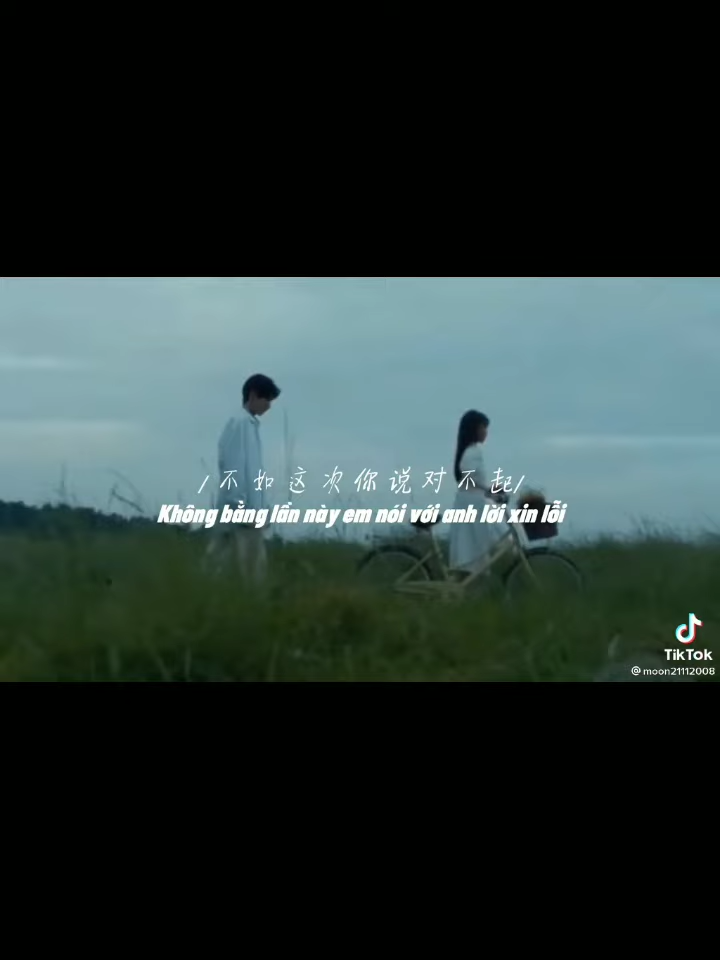 /不如这次你说对不起/
Không bằng lần này em nói với anh lời xin lỗi
TikTok
@moon21112008